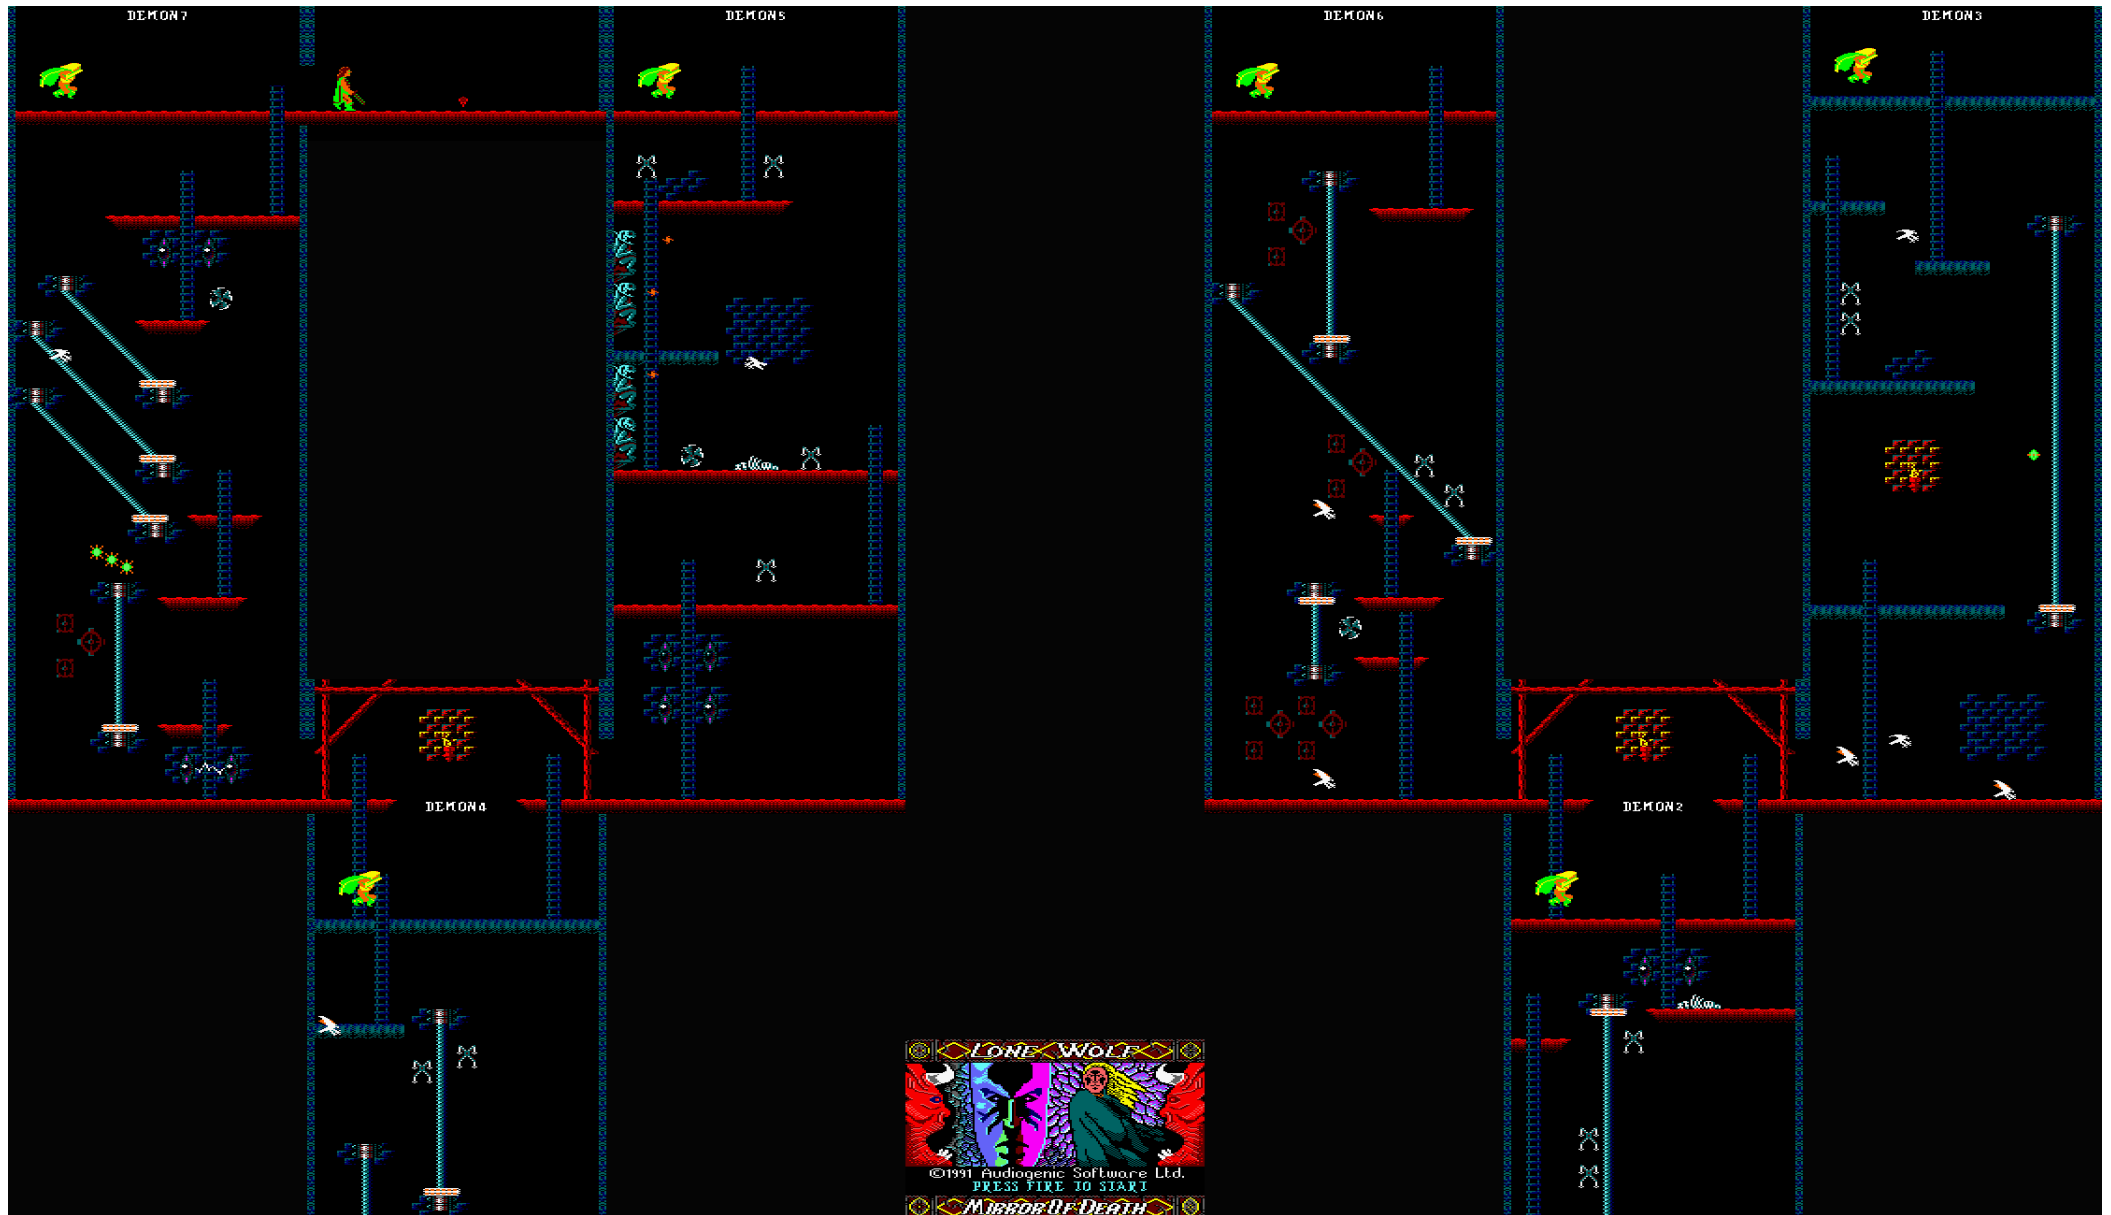 DEMON7
DEMON5
DEMON6
DEMON3
DEMON4
DEMON2
LONE WOLF
©1991 Audiogenic Software Ltd.
PRESS FIRE TO START
MIRROR OF DEATH